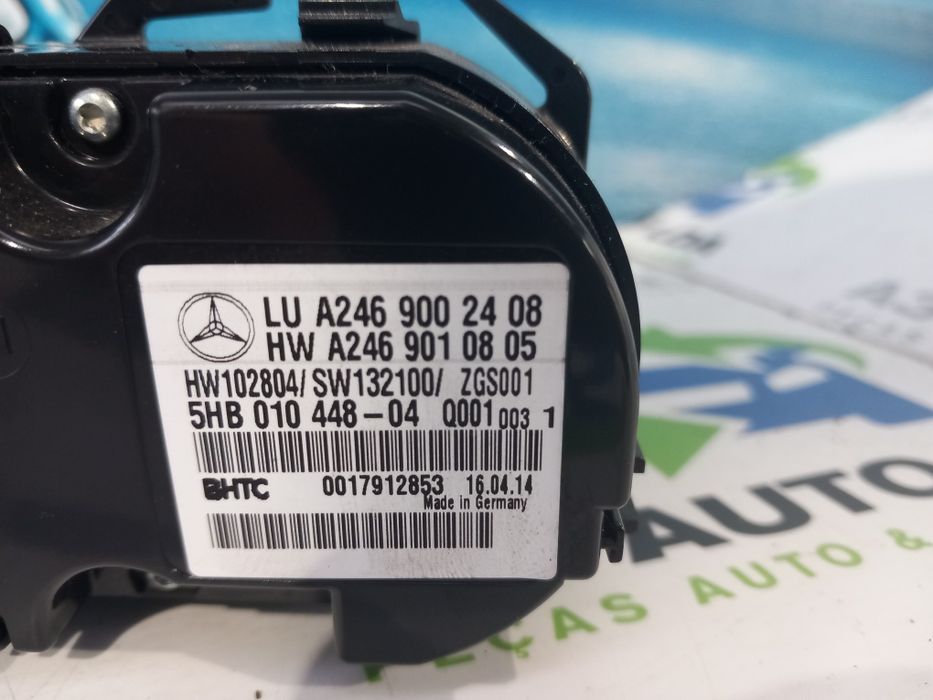 LU A246 900 24 08
HW A246 901 08 05
HW102804/ SW132100/ ZGS001
5HB 010 448-04 Q001 003 1
BHTC 0017912853 16.04.14
Made in Germany
AUTO
PEÇAS AUTO &